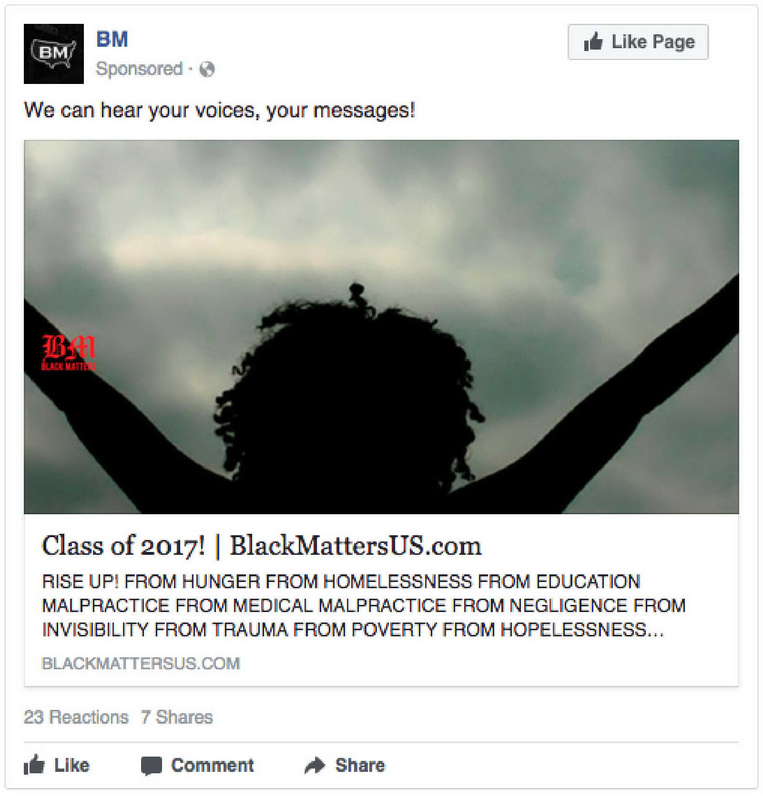 BM
BM
Sponsored ·
Like Page
We can hear your voices, your messages!
BM
BLACK MATTERS
Class of 2017! | BlackMattersUS.com
RISE UP! FROM HUNGER FROM HOMELESSNESS FROM EDUCATION
MALPRACTICE FROM MEDICAL MALPRACTICE FROM NEGLIGENCE FROM
INVISIBILITY FROM TRAUMA FROM POVERTY FROM HOPELESSNESS...
BLACKMATTERSUS.COM
23 Reactions 7 Shares
Like Comment Share